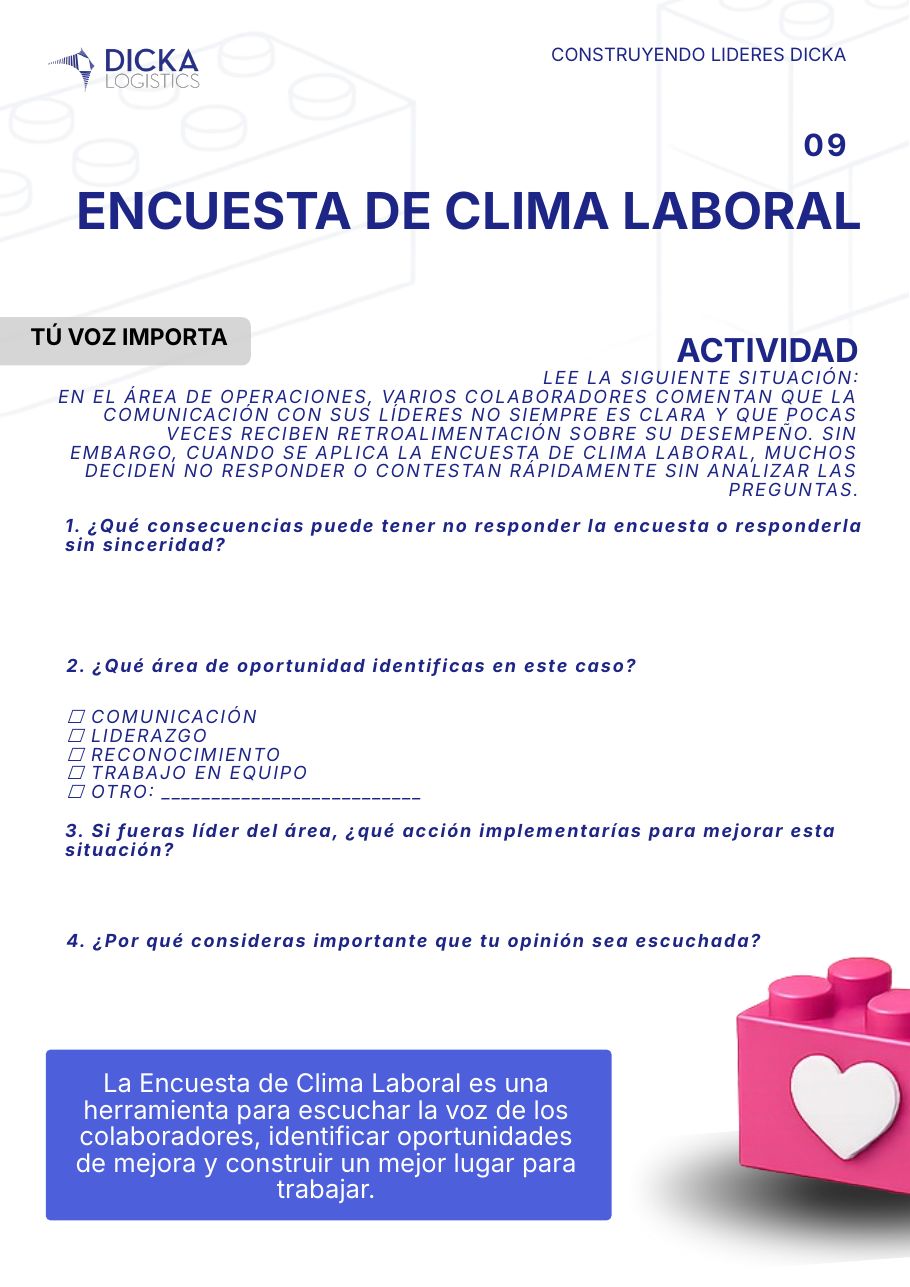 DICKA
LOGISTICS
CONSTRUYENDO LIDERES DICKA
09
ENCUESTA DE CLIMA LABORAL
TÚ VOZ IMPORTA
ACTIVIDAD
LEE LA SIGUIENTE SITUACIÓN:
EN EL ÁREA DE OPERACIONES, VARIOS COLABORADORES COMENTAN QUE LA
COMUNICACIÓN CON SUS LÍDERES NO SIEMPRE ES CLARA Y QUE POCAS
VECES RECIBEN RETROALIMENTACIÓN SOBRE SU DESEMPEÑO. SIN
EMBARGO, CUANDO SE APLICA LA ENCUESTA DE CLIMA LABORAL, MUCHOS
DECIDEN NO RESPONDER O CONTESTAN RÁPIDAMENTE SIN ANALIZAR LAS
PREGUNTAS.
1. ¿Qué consecuencias puede tener no responder la encuesta o responderla
sin sinceridad?
2. ¿Qué área de oportunidad identificas en este caso?
☐ COMUNICACIÓN
☐ LIDERAZGO
☐ RECONOCIMIENTO
☐ TRABAJO EN EQUIPO
☐ OTRO: __________________________
3. Si fueras líder del área, ¿qué acción implementarías para mejorar esta
situación?
4. ¿Por qué consideras importante que tu opinión sea escuchada?
La Encuesta de Clima Laboral es una
herramienta para escuchar la voz de los
colaboradores, identificar oportunidades
de mejora y construir un mejor lugar para
trabajar.